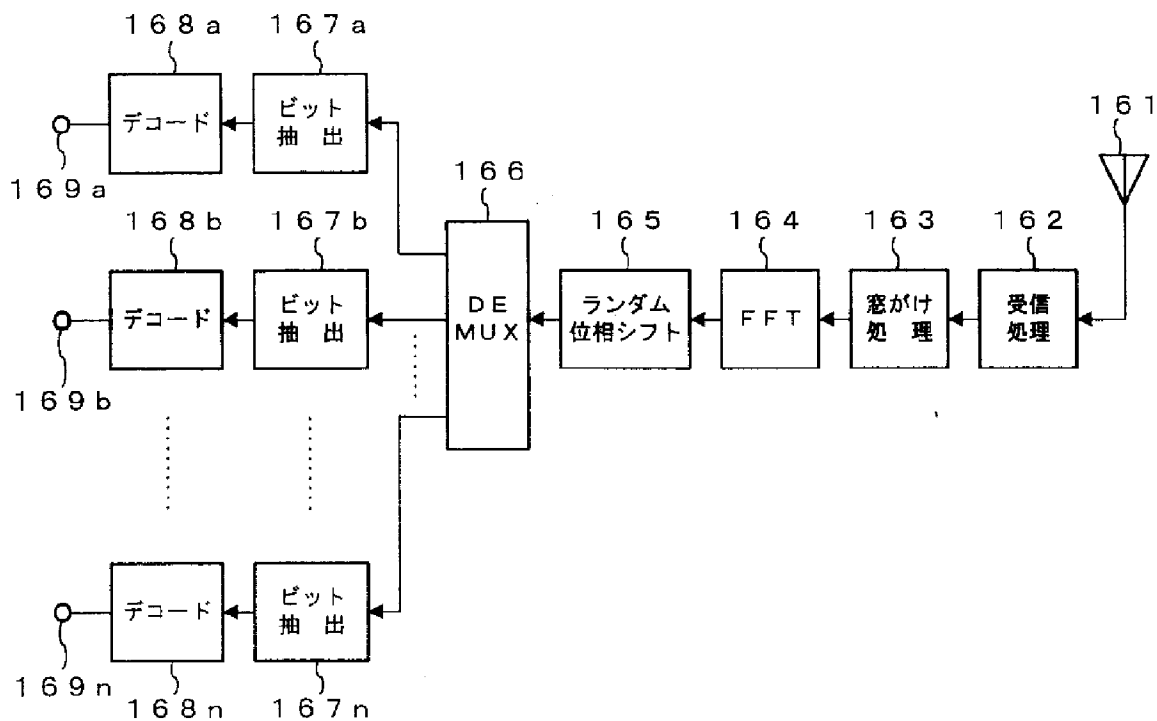 １６８a
１６７a
デコード
ビット
抽 出
１６９a
１６１
１６６
１６８b
１６７b
１６５
１６４
１６３
１６２
デコード
ビット
抽 出
ＤＥ
ＭＵＸ
ランダム
位相シフト
ＦＦＴ
窓がけ
処 理
受信
処理
１６９b
デコード
ビット
抽 出
１６９n
１６８n
１６７n